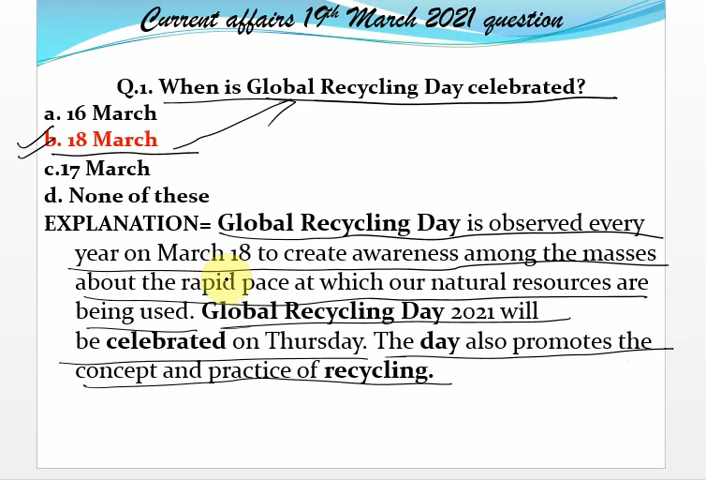 Current affairs 19th March 2021 question
Q.1. When is Global Recycling Day celebrated?
a. 16 March
b. 18 March
c.17 March
d. None of these
EXPLANATION= Global Recycling Day is observed every
year on March 18 to create awareness among the masses
about the rapid pace at which our natural resources are
being used. Global Recycling Day 2021 will
be celebrated on Thursday. The day also promotes the
concept and practice of recycling.